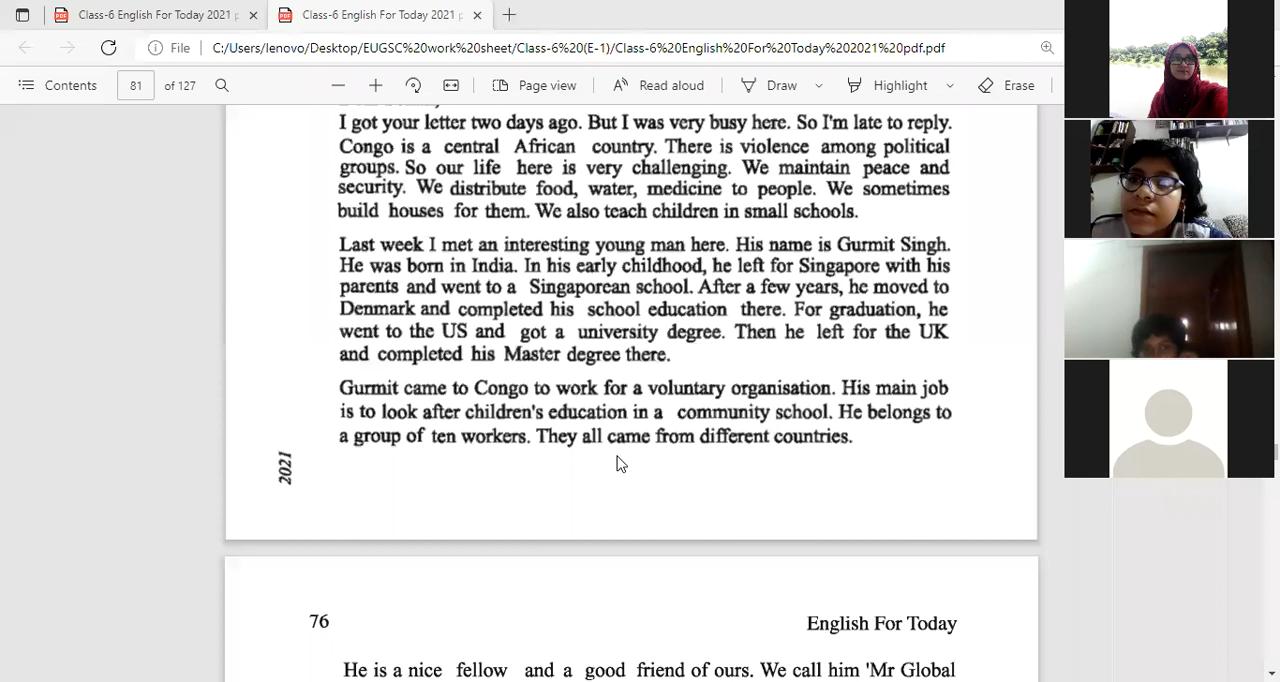 Class-6 English For Today 2021 p
Class-6 English For Today 2021 p
File
C:/Users/lenovo/Desktop/EUGSC%20work%20sheet/Class-6%20(E-1)/Class-6%20English%20For%20Today%202021%20pdf.pdf
Contents
81 of 127
Page view
Read aloud
Draw
Highlight
Erase
I got your letter two days ago. But I was very busy here. So I'm late to reply.
Congo is a central African country. There is violence among political
groups. So our life here is very challenging. We maintain peace and
security. We distribute food, water, medicine to people. We sometimes
build houses for them. We also teach children in small schools.
Last week I met an interesting young man here. His name is Gurmit Singh.
He was born in India. In his early childhood, he left for Singapore with his
parents and went to a Singaporean school. After a few years, he moved to
Denmark and completed his school education there. For graduation, he
went to the US and got a university degree. Then he left for the UK
and completed his Master degree there.
Gurmit came to Congo to work for a voluntary organisation. His main job
is to look after children's education in a community school. He belongs to
a group of ten workers. They all came from different countries.
2021
76
English For Today
He is a nice fellow and a good friend of ours. We call him 'Mr Global